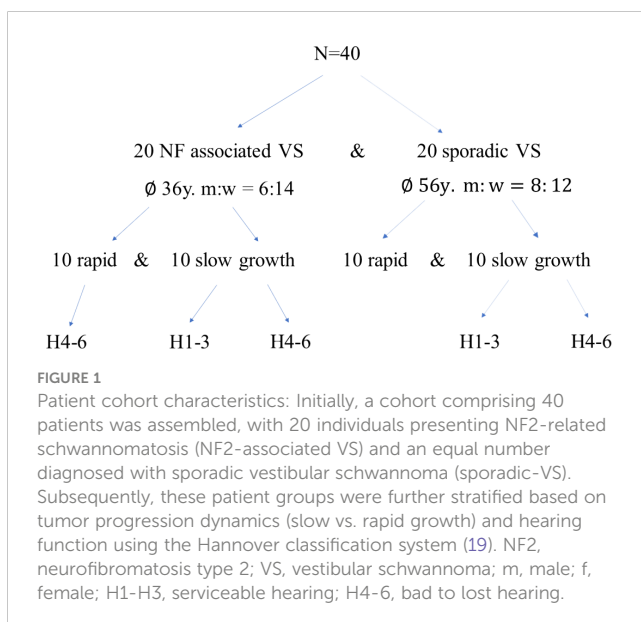 N=40
20 NF associated VS & 20 sporadic VS
Ø 36y. m:w = 6:14 Ø 56y. m: w = 8: 12
10 rapid & 10 slow growth 10 rapid & 10 slow growth
H4-6 H1-3 H4-6 H1-3 H4-6
FIGURE 1
Patient cohort characteristics: Initially, a cohort comprising 40
patients was assembled, with 20 individuals presenting NF2-related
schwannomatosis (NF2-associated VS) and an equal number
diagnosed with sporadic vestibular schwannoma (sporadic-VS).
Subsequently, these patient groups were further stratified based on
tumor progression dynamics (slow vs. rapid growth) and hearing
function using the Hannover classification system (19). NF2,
neurofibromatosis type 2; VS, vestibular schwannoma; m, male; f,
female; H1-H3, serviceable hearing; H4-6, bad to lost hearing.